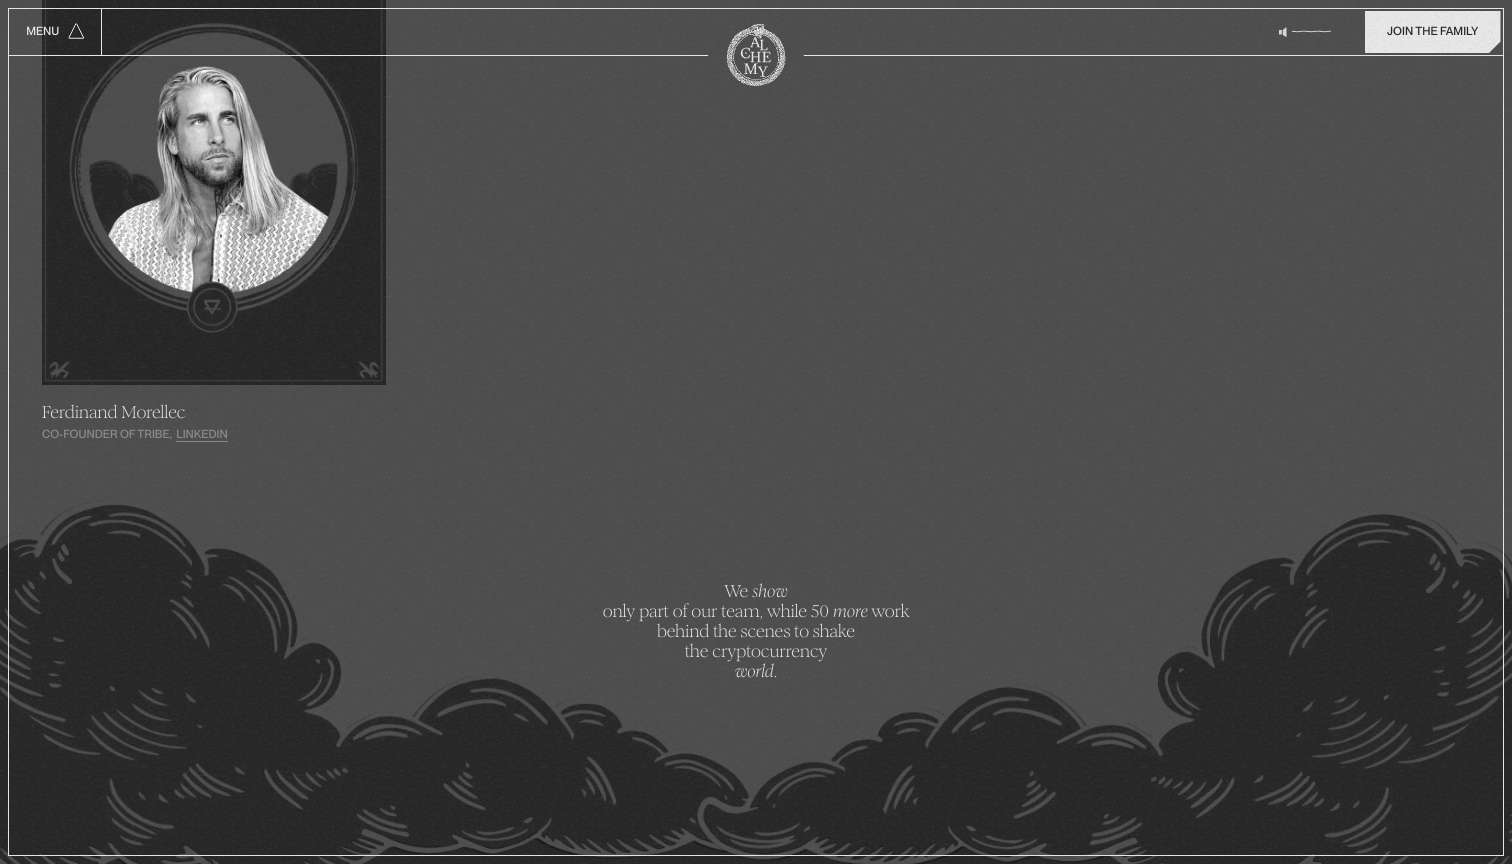 MENU
AL
CHE
MY
JOIN THE FAMILY
Ferdinand Morellec
CO-FOUNDER OF TRIBE, LINKEDIN
We show
only part of our team, while 50 more work
behind the scenes to shake
the cryptocurrency
world.